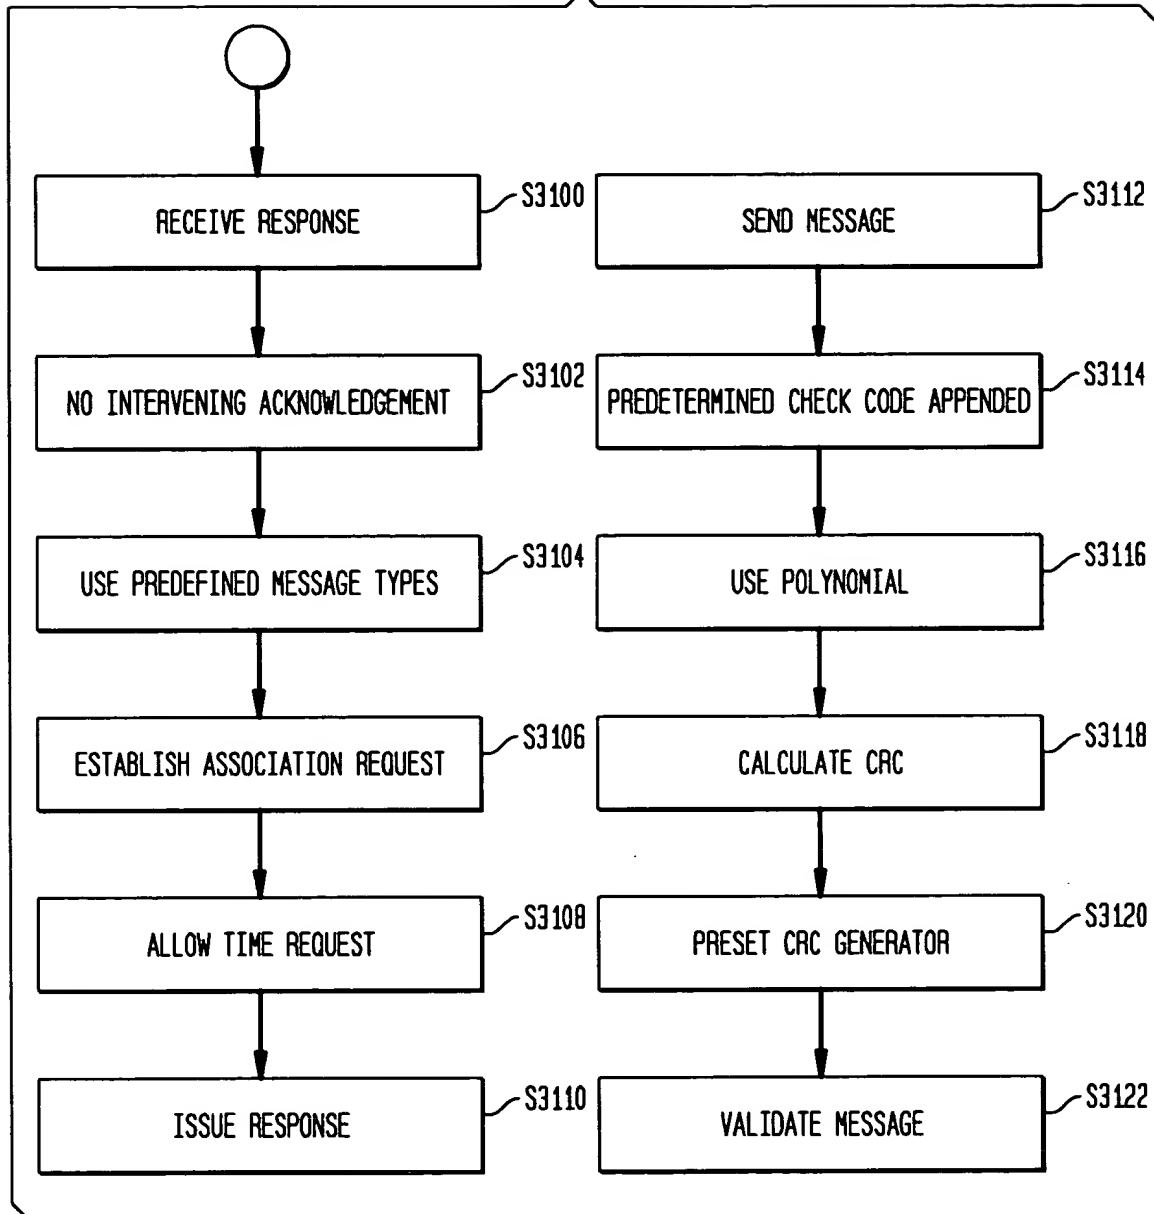 RECEIVE RESPONSE
S3100
NO INTERVENING ACKNOWLEDGEMENT
S3102
USE PREDEFINED MESSAGE TYPES
S3104
ESTABLISH ASSOCIATION REQUEST
S3106
ALLOW TIME REQUEST
S3108
ISSUE RESPONSE
S3110
SEND MESSAGE
S3112
PREDETERMINED CHECK CODE APPENDED
S3114
USE POLYNOMIAL
S3116
CALCULATE CRC
S3118
PRESET CRC GENERATOR
S3120
VALIDATE MESSAGE
S3122